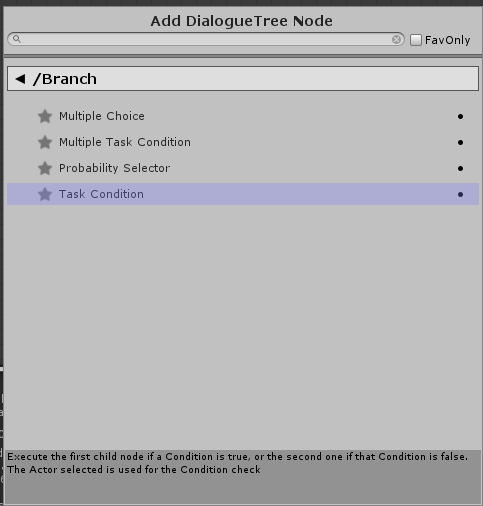 Add DialogueTree Node
FavOnly
/Branch
Multiple Choice
Multiple Task Condition
Probability Selector
Task Condition
Execute the first child node if a Condition is true, or the second one if that Condition is false.
The Actor selected is used for the Condition check